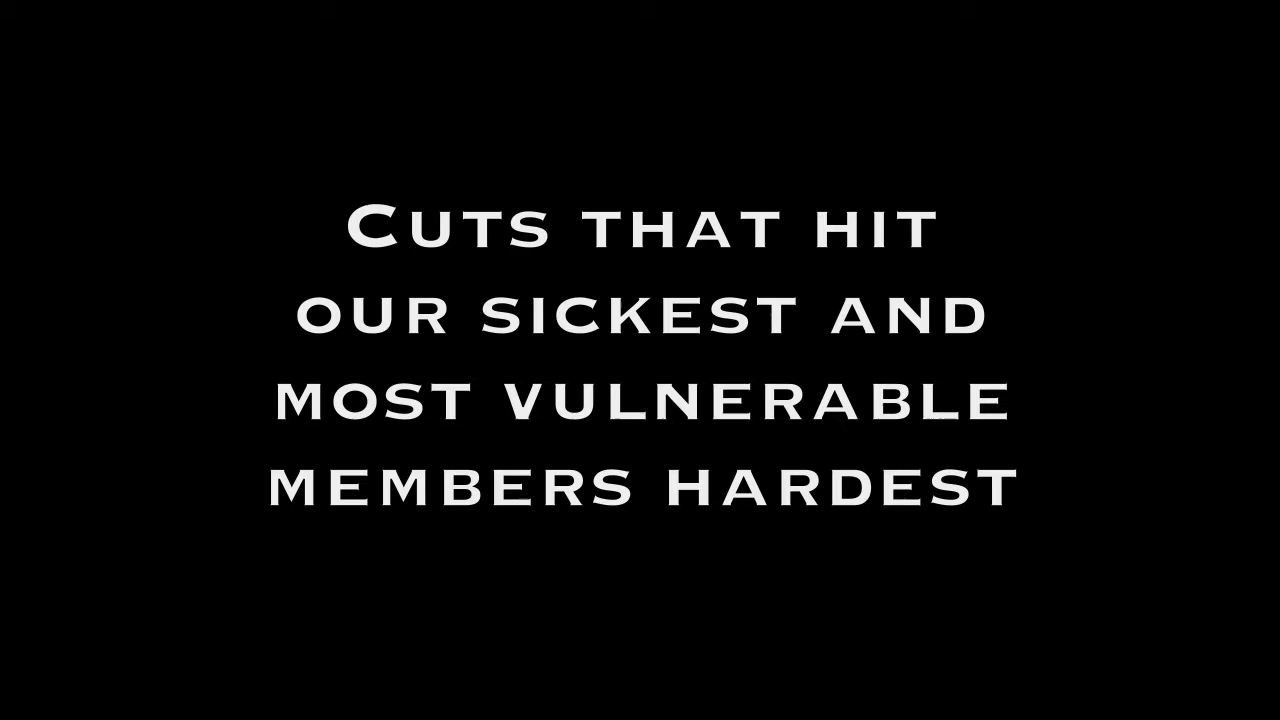 Cuts that hit
our sickest and
most vulnerable
members hardest